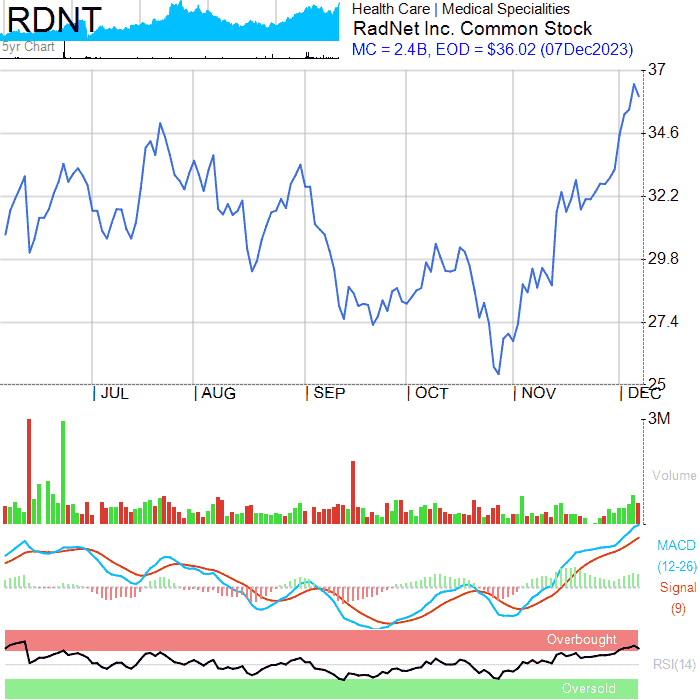 RDNT
5yr Chart
Health Care | Medical Specialities
RadNet Inc. Common Stock
MC = 2.4B, EOD = $36.02 (07Dec2023)
37
34.6
32.2
29.8
27.4
25
| JUL | AUG | SEP | OCT | NOV | DEC
3M
Volume
MACD
(12-26)
Signal
(9)
Overbought
RSI(14)
Oversold